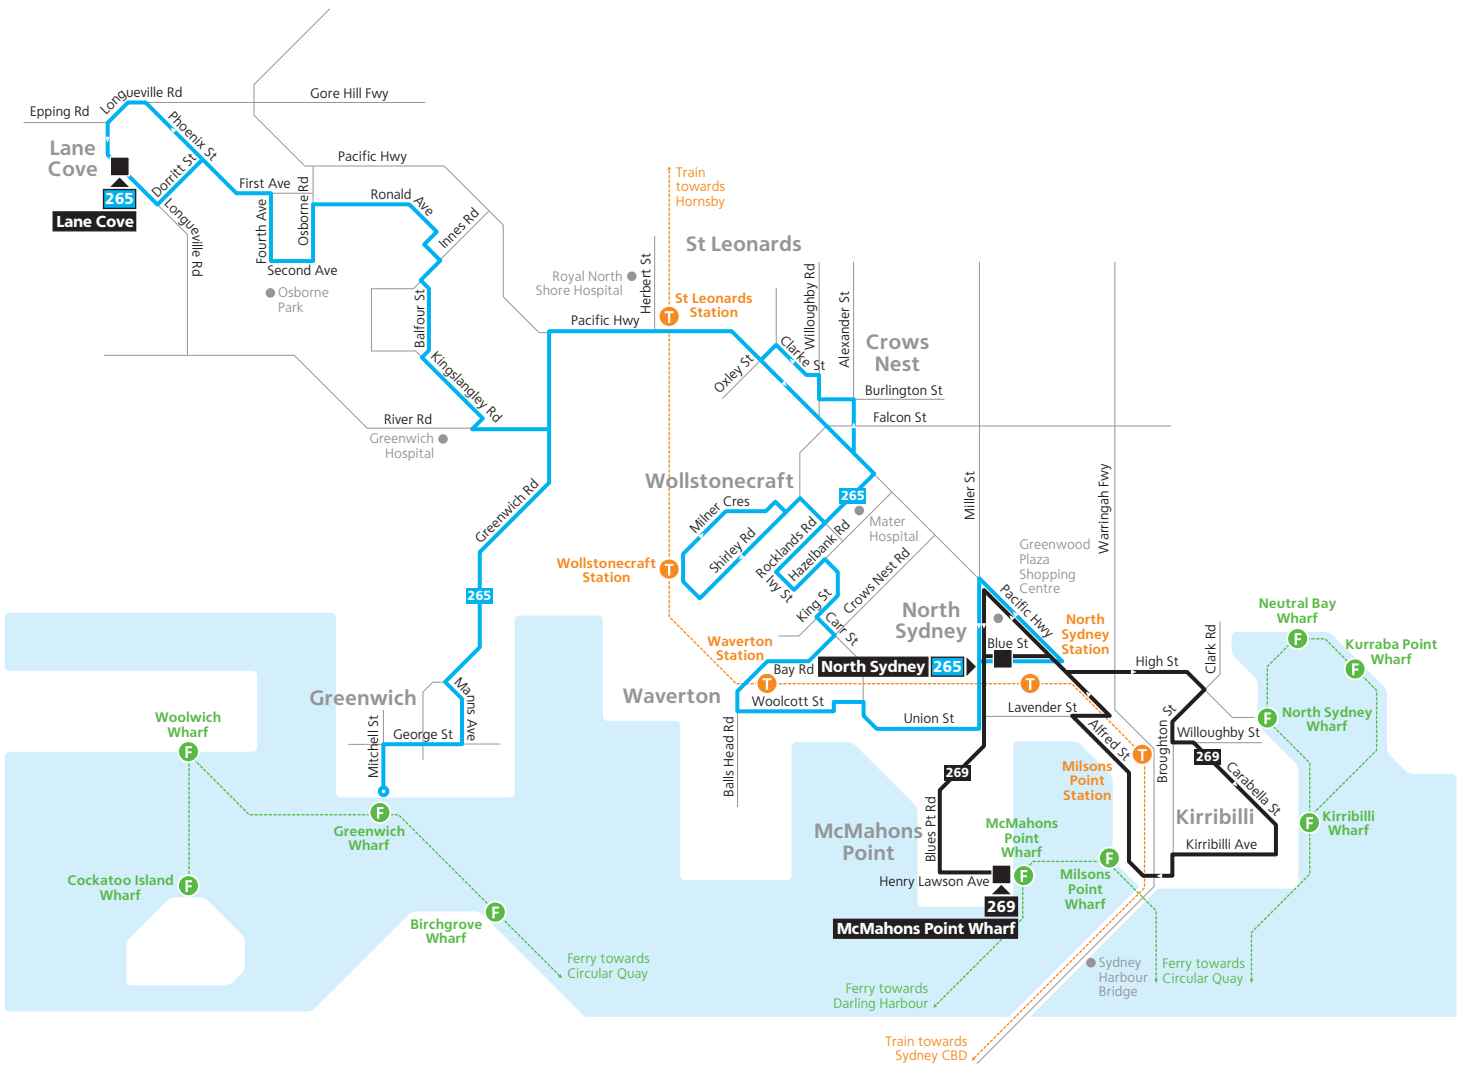 Longueville Rd
Epping Rd
Gore Hill Fwy
Phoenix St
Lane
Cove
Dorritt St
265
Lane Cove
Longueville Rd
First Ave
Fourth Ave
Osborne Rd
Second Ave
Osborne
Park
Pacific Hwy
Ronald Ave
Innes Rd
Balfour St
Kingslangley Rd
River Rd
Greenwich
Hospital
Train
towards
Hornsby
St Leonards
Royal North
Shore Hospital
Herbert St
St Leonards
Station
T
Pacific Hwy
Willoughby Rd
Alexander St
Crows
Nest
Oxley St
Clarke St
Burlington St
Falcon St
Wollstonecraft
265
Mater
Hospital
Milner Cres
Shirley Rd
Rocklands Rd
Hazelbank Rd
Ivy St
King St
Crows Nest Rd
Carr St
Wollstonecraft
Station
T
Miller St
Warringah Fwy
Greenwood
Plaza
Shopping
Centre
Greenwich Rd
265
North
Sydney
Pacific Hwy
Blue St
North
Sydney
Station
T
North Sydney 265
Waverton
Station
T
Bay Rd
Waverton
Woolcott St
Union St
Balls Head Rd
Lavender St
High St
Clark Rd
Neutral Bay
Wharf
F
Kurraba Point
Wharf
F
North Sydney
Wharf
F
Willoughby St
Broughton St
269
Carabella St
Kirribilli
Kirribilli Ave
Kirribilli
Wharf
F
Alfred St
Milsons
Point
Station
T
Greenwich
Manns Ave
Mitchell St
George St
Woolwich
Wharf
F
Greenwich
Wharf
F
Cockatoo Island
Wharf
F
Birchgrove
Wharf
F
Ferry towards
Circular Quay
269
McMahons
Point
Blues Pt Rd
Henry Lawson Ave
269
McMahons Point Wharf
McMahons
Point
Wharf
F
Milsons
Point
Wharf
F
Ferry towards
Darling Harbour
Sydney
Harbour
Bridge
Ferry towards
Circular Quay
Train towards
Sydney CBD